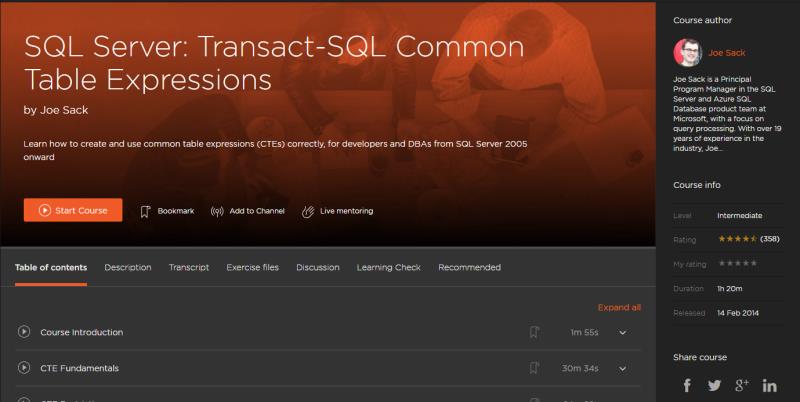 SQL Server: Transact-SQL Common
Table Expressions
by Joe Sack
Learn how to create and use common table expressions (CTEs) correctly, for developers and DBAs from SQL Server 2005
onward
Start Course
Bookmark
Add to Channel
Live mentoring
Table of contents
Description
Transcript
Exercise files
Discussion
Learning Check
Recommended
Expand all
Course Introduction
1m 55s
CTE Fundamentals
30m 34s
Course author
Joe Sack
Joe Sack is a Principal
Program Manager in the SQL
Server and Azure SQL
Database product team at
Microsoft, with a focus on
query processing. With over 19
years of experience in the
industry, Joe...
Course info
Level
Intermediate
Rating
(358)
My rating
Duration
1h 20m
Released
14 Feb 2014
Share course
f
g+
in